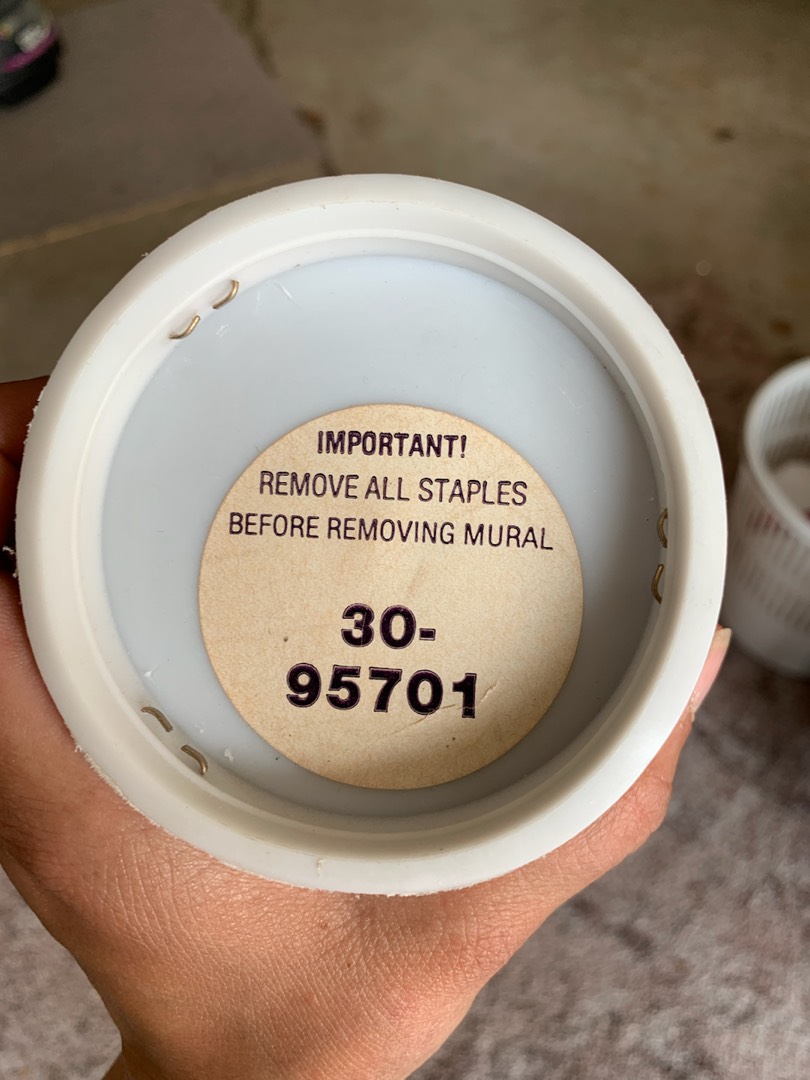 IMPORTANT!
REMOVE ALL STAPLES
BEFORE REMOVING MURAL
30-
95701